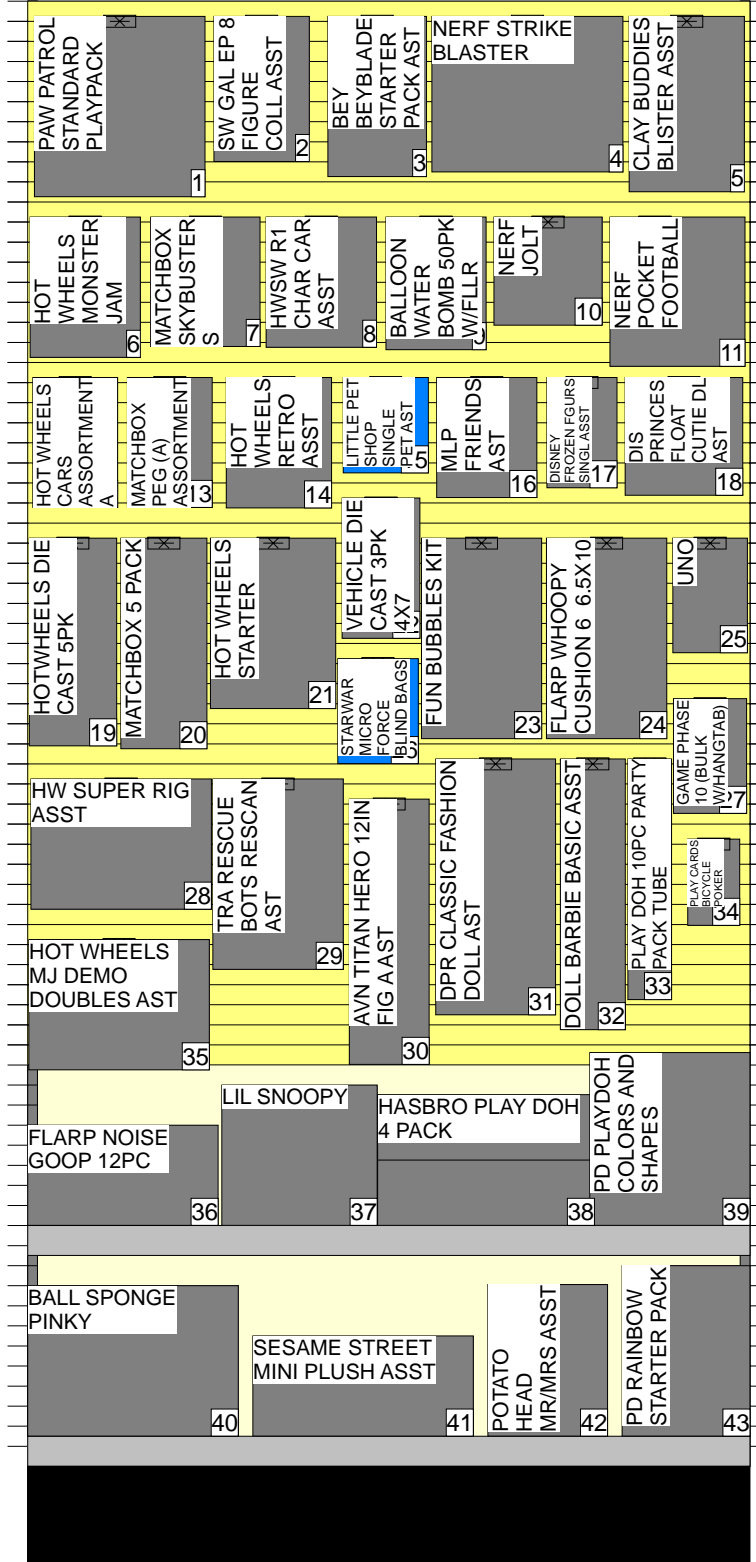 PAW PATROL
STANDARD
PLAYPACK
1
SW GAL EP 8
FIGURE
COLL ASST
2
BEY
BEYBLADE
STARTER
PACK AST
3
NERF STRIKE
BLASTER
4
CLAY BUDDIES
BLISTER ASST
5
HOT
WHEELS
MONSTER
JAM
6
MATCHBOX
SKYBUSTER
S
7
HWSW R1
CHAR CAR
ASST
8
BALLOON
WATER
BOMB 50PK
W/FLLR
NERF
JOLT
10
NERF
POCKET
FOOTBALL
11
HOT WHEELS
CARS
ASSORTMENT
A
MATCHBOX
PEG (A)
ASSORTMENT
13
HOT
WHEELS
RETRO
ASST
14
LITTLE PET
SHOP
SINGLE
PET AST
MLP
FRIENDS
AST
16
DISNEY
FROZEN FGURS
SINGL ASST
17
DIS
PRINCES
FLOAT
CUTIE DL
AST
18
HOTWHEELS DIE
CAST 5PK
19
MATCHBOX 5 PACK
20
HOT WHEELS
STARTER
21
VEHICLE DIE
CAST 3PK
4X7
FUN BUBBLES KIT
23
FLARP WHOOPY
CUSHION 6  6.5X10
24
UNO
25
STARWAR
MICRO
FORCE
BLIND BAGS
GAME PHASE
10 (BULK
W/HANGTAB)
27
HW SUPER RIG
ASST
28
TRA RESCUE
BOTS RESCAN
AST
29
AVN TITAN HERO 12IN
FIG A AST
30
DPR CLASSIC FASHION
DOLL AST
31
DOLL BARBIE BASIC ASST
32
PLAY DOH 10PC PARTY
PACK TUBE
33
PLAY CARDS
BICYCLE
POKER
34
HOT WHEELS
MJ DEMO
DOUBLES AST
35
FLARP NOISE
GOOP 12PC
36
LIL SNOOPY
37
HASBRO PLAY DOH
4 PACK
38
PD PLAYDOH
COLORS AND
SHAPES
39
BALL SPONGE
PINKY
40
SESAME STREET
MINI PLUSH ASST
41
POTATO
HEAD
MR/MRS ASST
42
PD RAINBOW
STARTER PACK
43